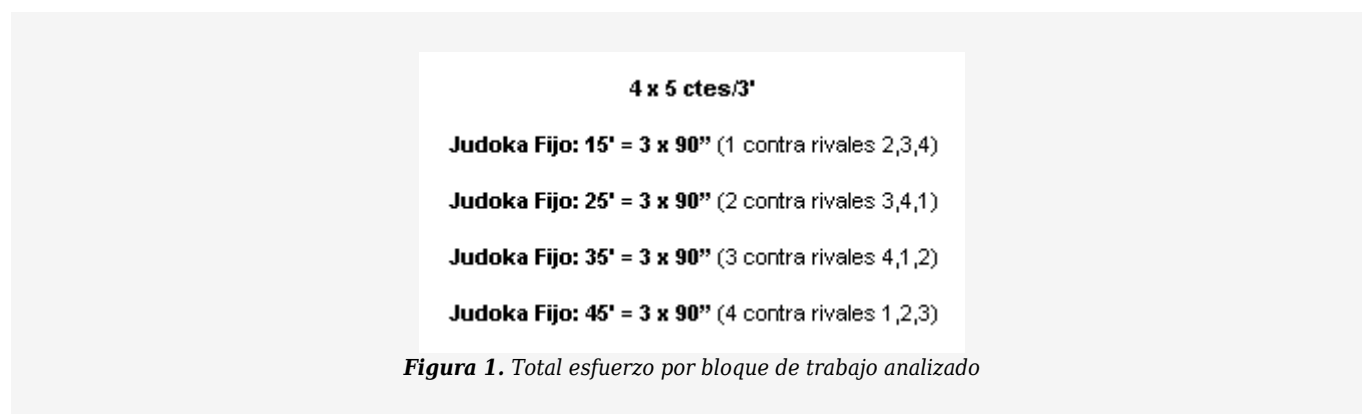 4 x 5 ctes/3'
Judoka Fijo: 15' = 3 x 90” (1 contra rivales 2,3,4)
Judoka Fijo: 25' = 3 x 90” (2 contra rivales 3,4,1)
Judoka Fijo: 35' = 3 x 90” (3 contra rivales 4,1,2)
Judoka Fijo: 45' = 3 x 90” (4 contra rivales 1,2,3)
Figura 1. Total esfuerzo por bloque de trabajo analizado